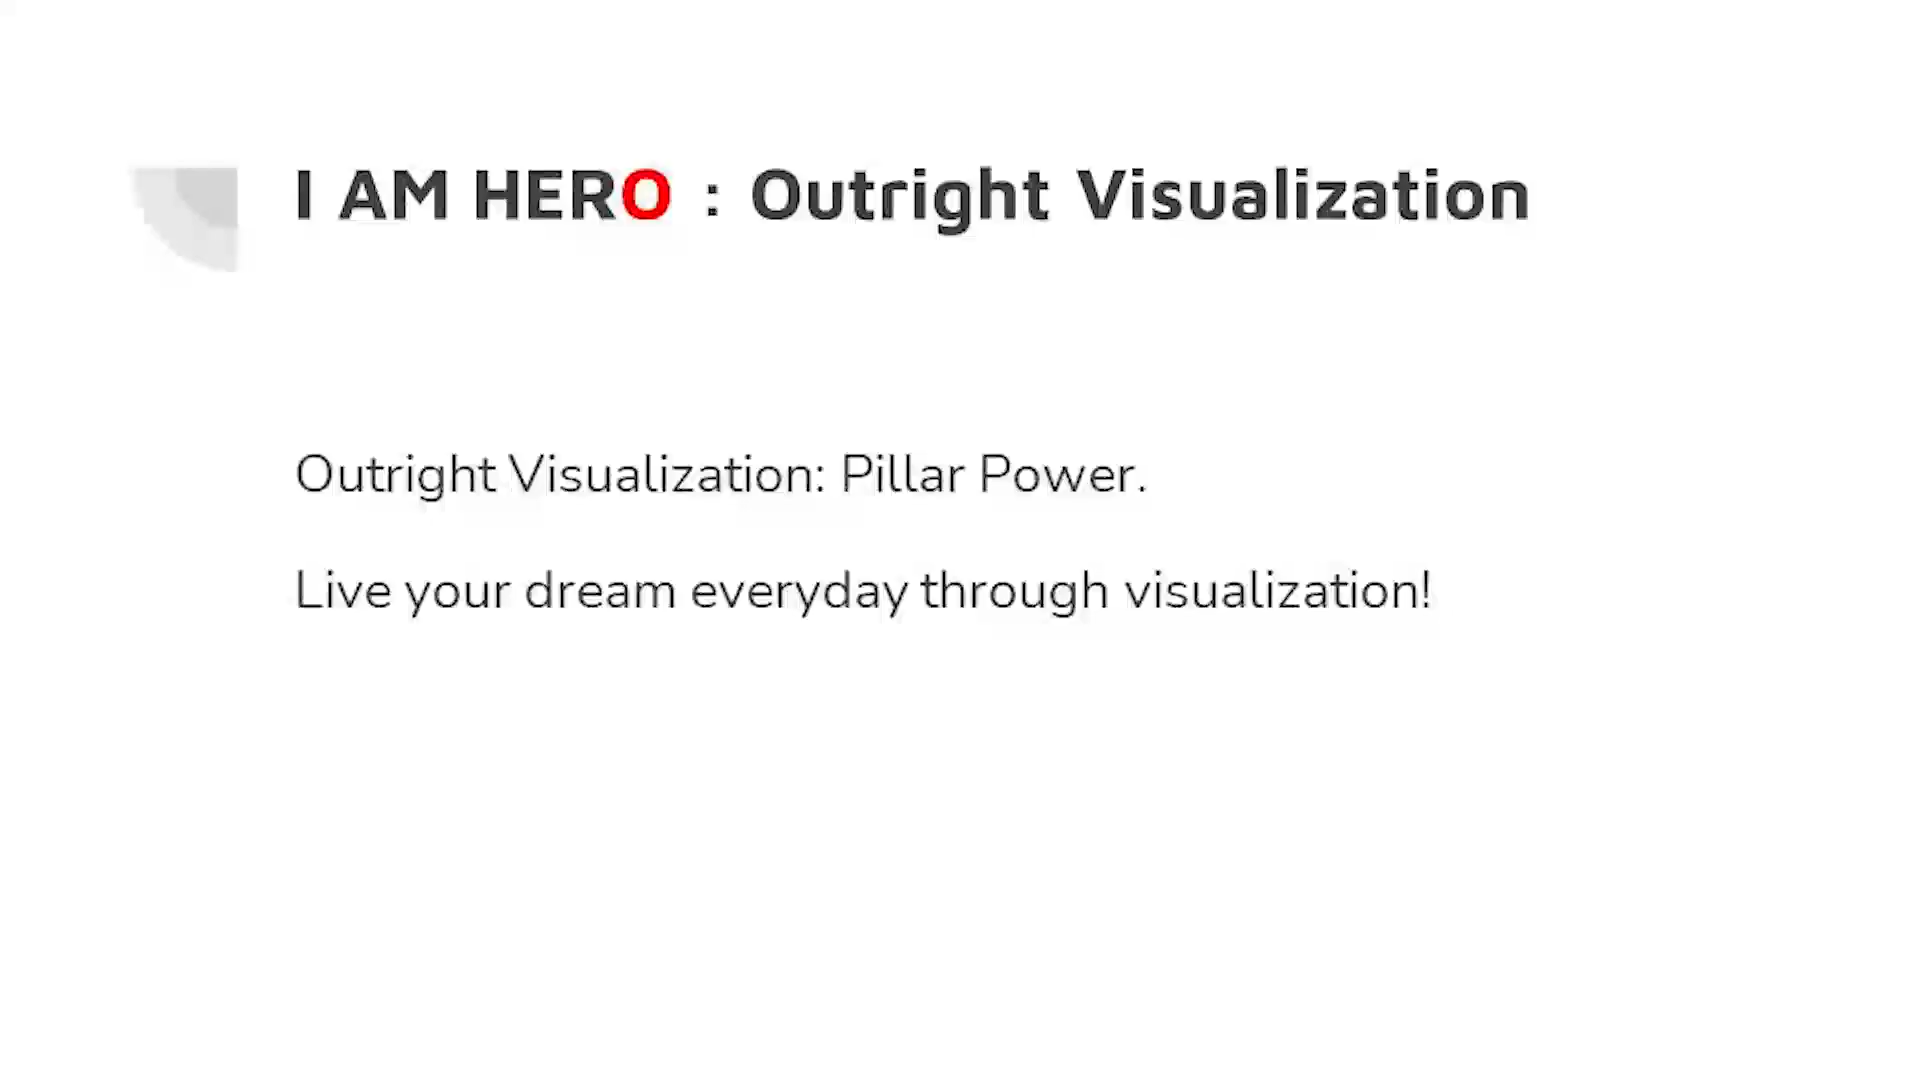 I AM HERO : Outright Visualization
Outright Visualization: Pillar Power.
Live your dream everyday through visualization!